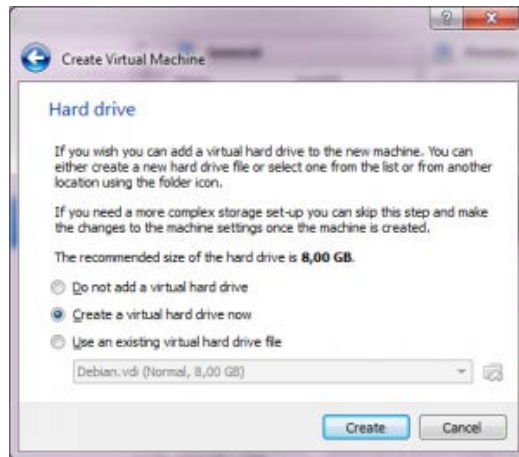 Create Virtual Machine
Hard drive
If you wish you can add a virtual hard drive to the new machine. You can
either create a new hard drive file or select one from the list or from another
location using the folder icon.
If you need a more complex storage set-up you can skip this step and make
the changes to the machine settings once the machine is created.
The recommended size of the hard drive is 8,00 GB.
Do not add a virtual hard drive
Create a virtual hard drive now
Use an existing virtual hard drive file
Debian.vdi (Normal, 8,00 GB)
Create Cancel